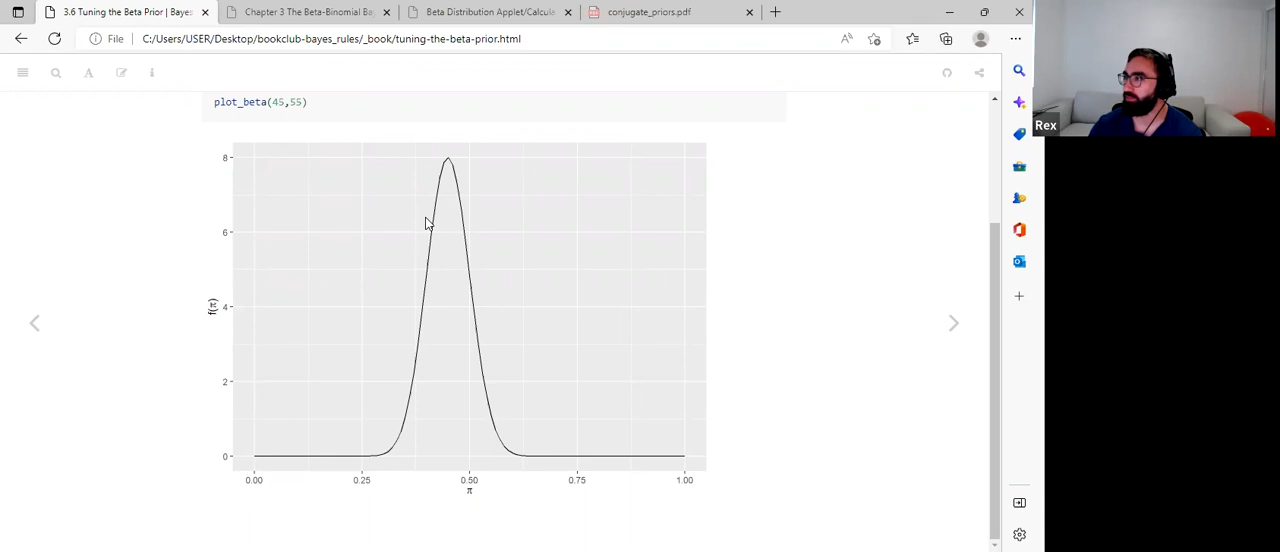 3.6 Tuning the Beta Prior | Bayes
Chapter 3 The Beta-Binomial Bay
Beta Distribution Applet/Calcula
conjugate_priors.pdf
File
C:/Users/USER/Desktop/bookclub-bayes_rules/_book/tuning-the-beta-prior.html
Rex
plot_beta(45,55)
8
6
4
2
0
f(π)
0.00 0.25 0.50 0.75 1.00
π